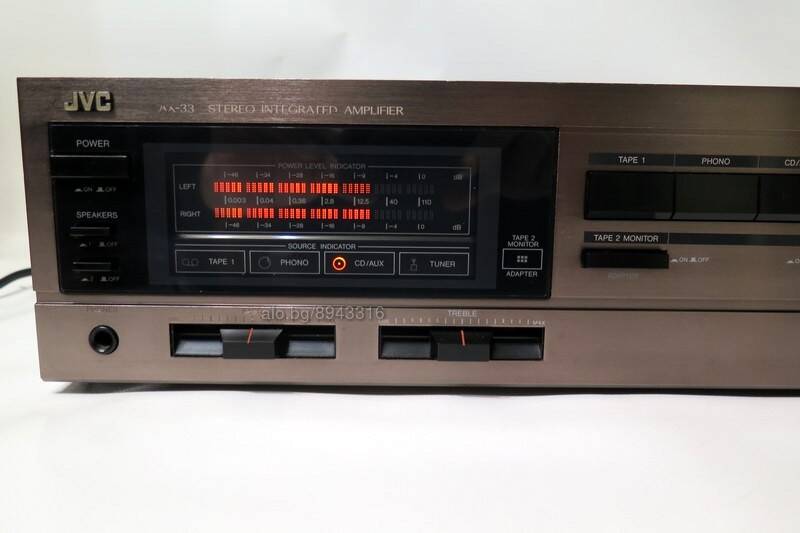 JVC
STEREO INTEGRATED AMPLIFIER
POWER
ON OFF
SPEAKERS
1 OFF
2 OFF
POWER LEVEL INDICATOR
-46 -34 -28 -16 -9 -4 0 dB
LEFT
0.003 0.04 0.36 2.8 12.5 40 110
RIGHT
-46 -34 -28 -16 -9 -4 0 dB
SOURCE INDICATOR
TAPE 1 PHONO CD/AUX TUNER
TAPE 2
MONITOR
ADAPTER
TAPE 1 PHONO
TAPE 2 MONITOR
ADAPTER
ON OFF
PHONES
alo.bg/8943316
TREBLE
MAX